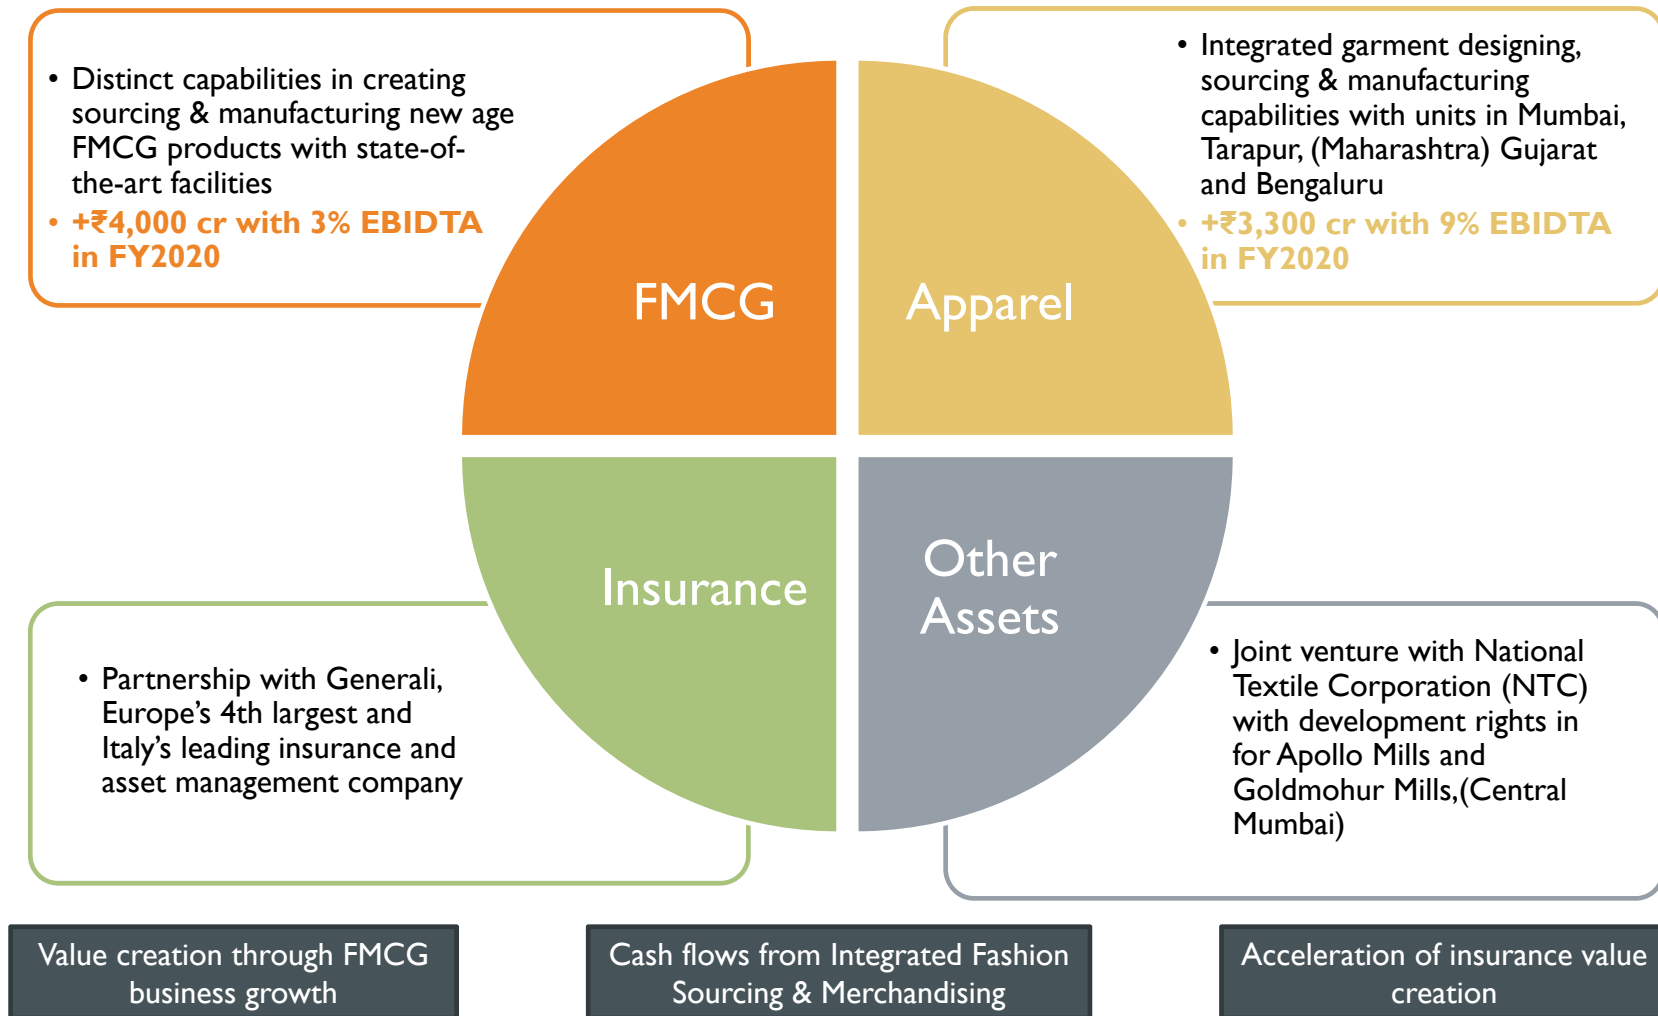 • Distinct capabilities in creating
sourcing & manufacturing new age
FMCG products with state-of-
the-art facilities
• +₹4,000 cr with 3% EBIDTA
in FY2020
• Integrated garment designing,
sourcing & manufacturing
capabilities with units in Mumbai,
Tarapur, (Maharashtra) Gujarat
and Bengaluru
• +₹3,300 cr with 9% EBIDTA
in FY2020
FMCG
Apparel
Insurance
Other
Assets
• Partnership with Generali,
Europe’s 4th largest and
Italy’s leading insurance and
asset management company
• Joint venture with National
Textile Corporation (NTC)
with development rights in
for Apollo Mills and
Goldmohur Mills,(Central
Mumbai)
Value creation through FMCG
business growth
Cash flows from Integrated Fashion
Sourcing & Merchandising
Acceleration of insurance value
creation